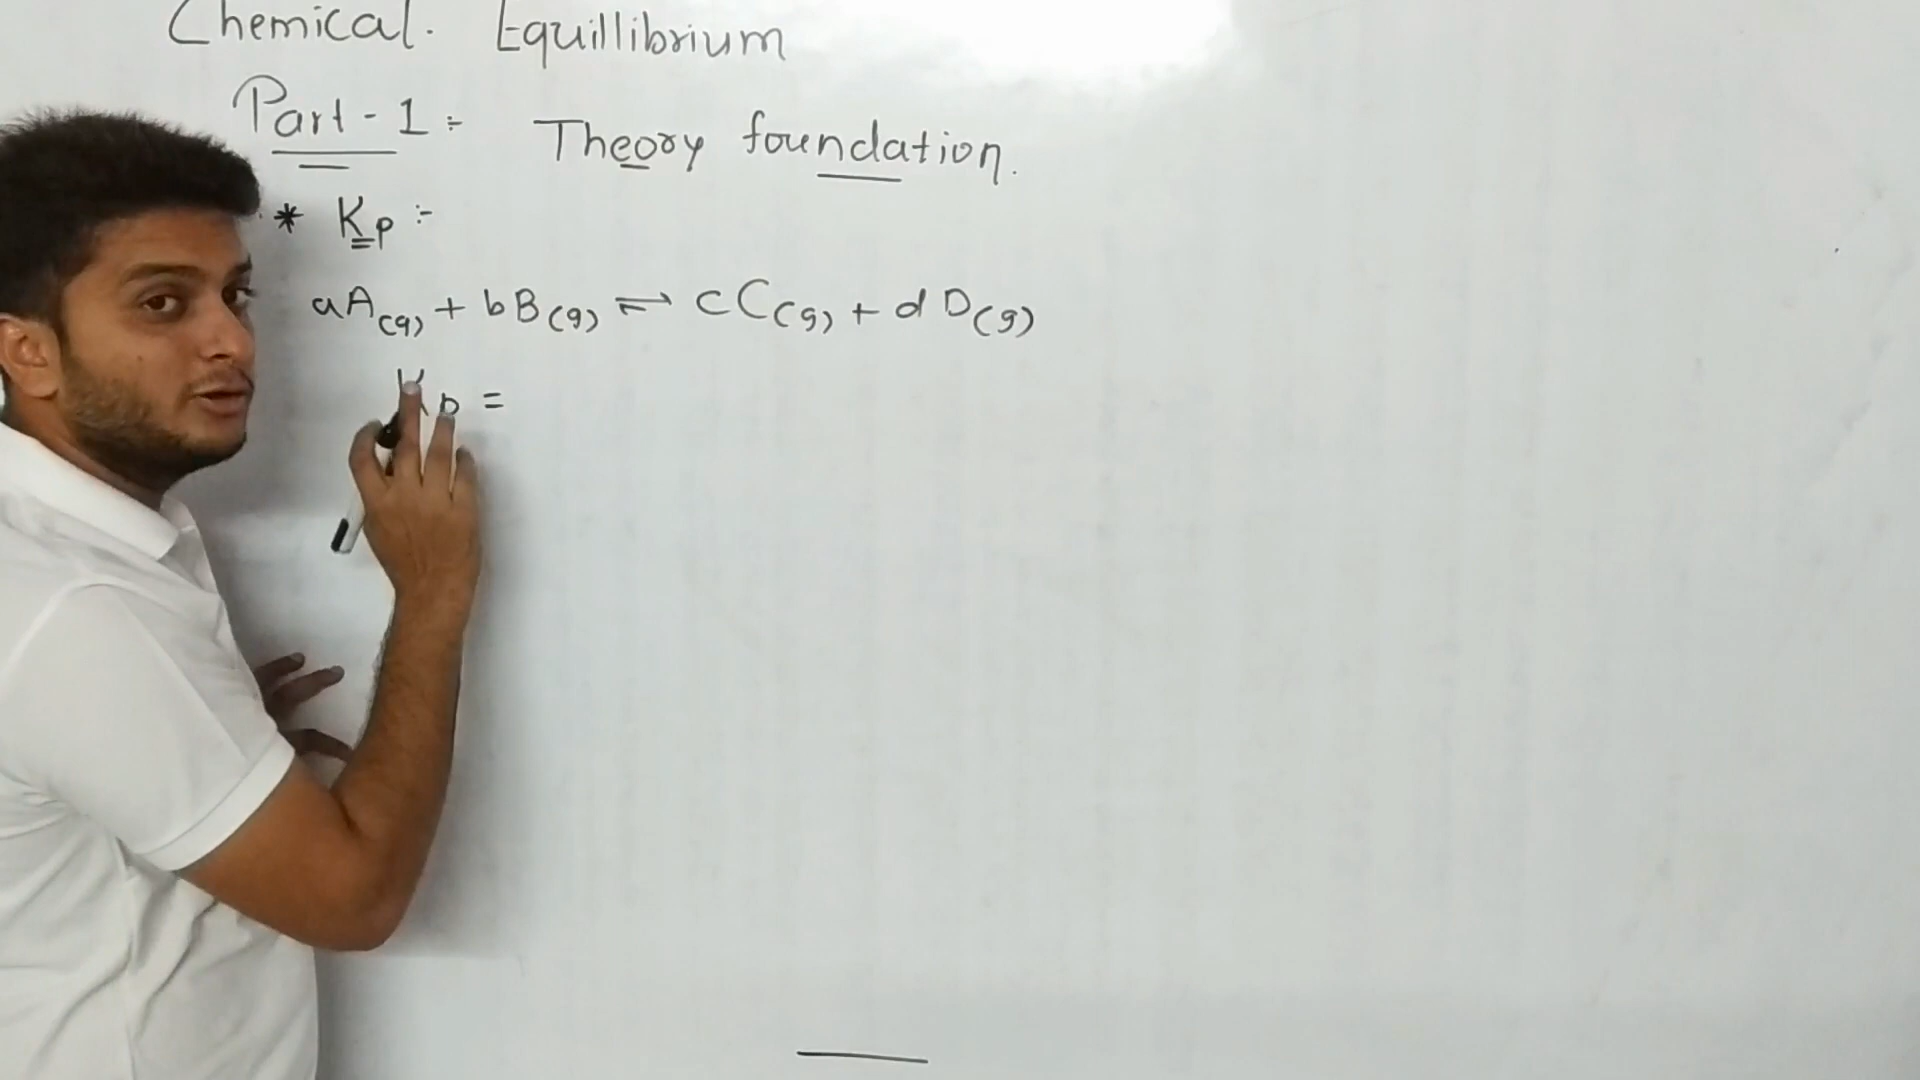 Chemical. Equillibrium
Part-1:- Theory foundation.
* Kp :-
aA(g) + bB(g) ⇌ cC(g) + dD(g)
Kp =